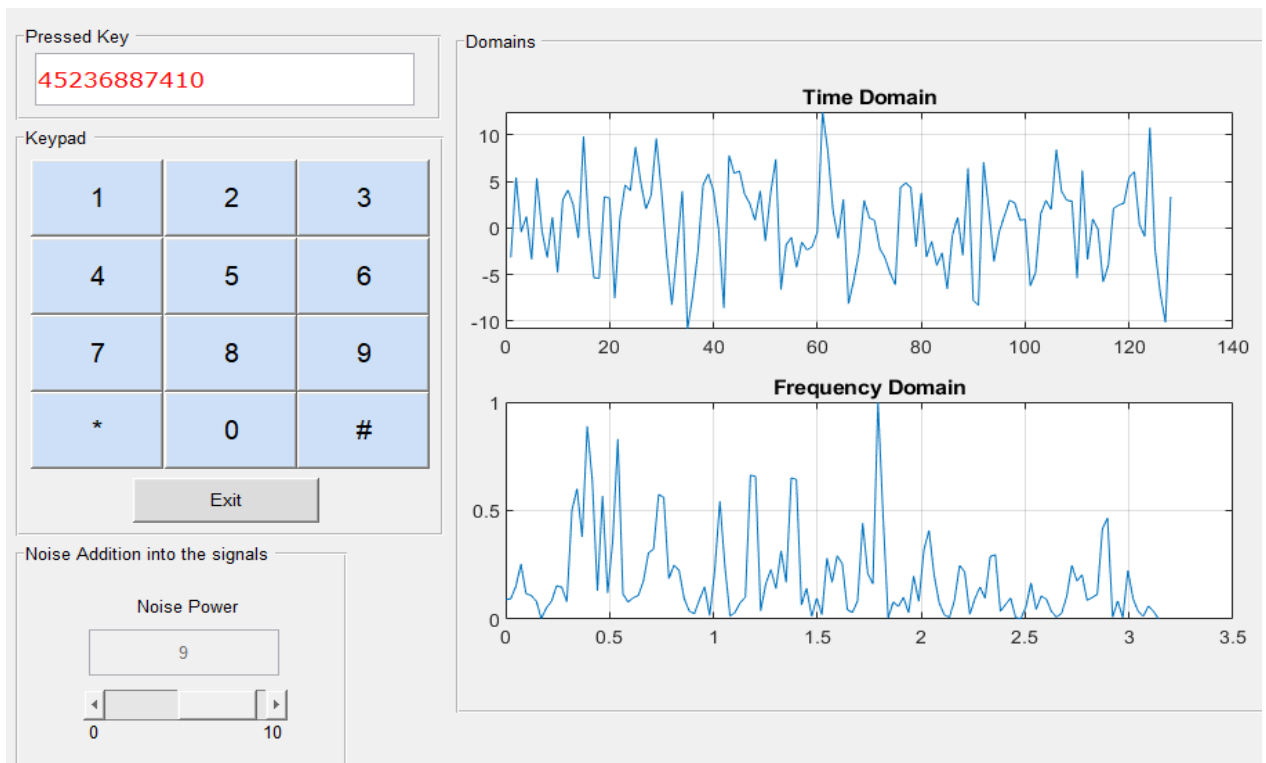 Pressed Key
45236887410
Keypad
1 2 3
4 5 6
7 8 9
* 0 #
Exit
Noise Addition into the signals
Noise Power
9
0 10
Domains
Time Domain
10
5
0
-5
-10
0 20 40 60 80 100 120 140
Frequency Domain
1
0.5
0
0 0.5 1 1.5 2 2.5 3 3.5